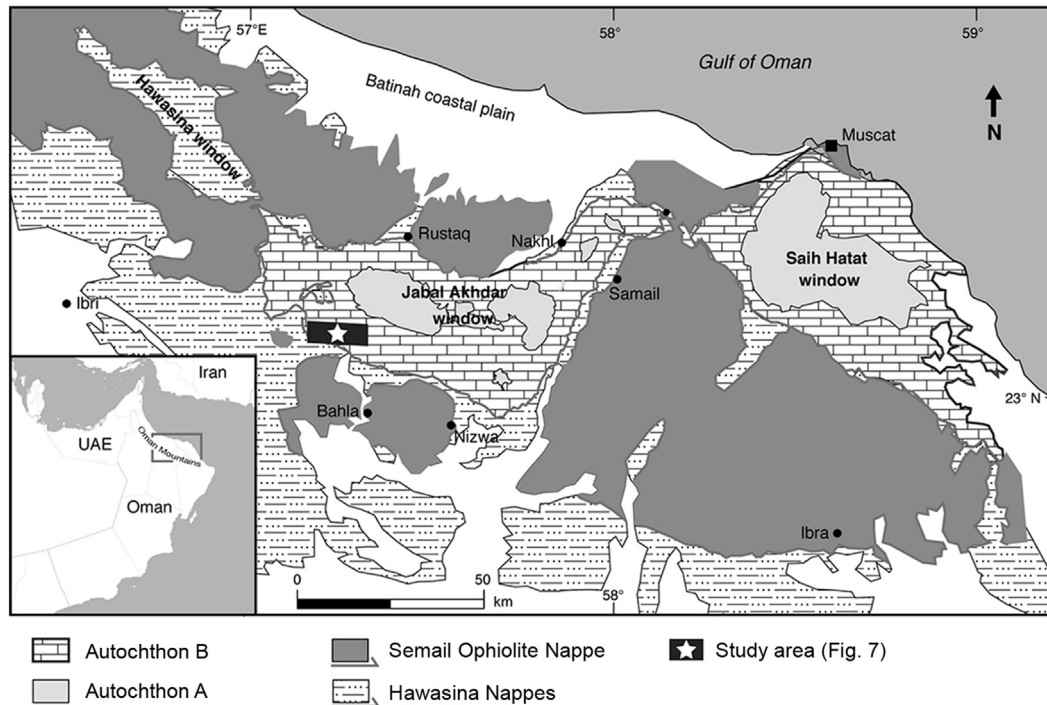 57°E
58°
59°
Gulf of Oman
Batinah coastal plain
Hawasina window
N
Muscat
Rustaq
Nakhl
Saih Hatat
window
Jabal Akhdar
window
Samail
Ibri
Iran
23° N
Bahla
Nizwa
UAE
Oman Mountains
Oman
Ibra
0
50
km
58°
Autochthon B
Semail Ophiolite Nappe
Study area (Fig. 7)
Autochthon A
Hawasina Nappes